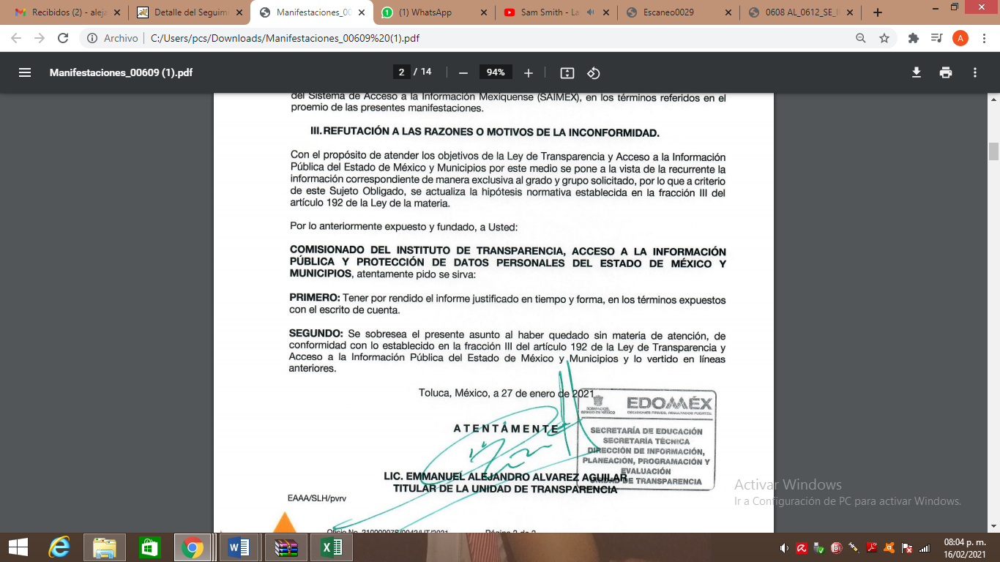 Recibidos (2) - aleja
Detalle del Seguimi
Manifestaciones_00
(1) WhatsApp
Sam Smith - La
Escaneo0029
0608 AL_0612_SE_
Archivo
C:/Users/pcs/Downloads/Manifestaciones_00609%20(1).pdf
A
Manifestaciones_00609 (1).pdf
2 / 14
94%
del Sistema de Acceso a la Información Mexiquense (SAIMEX), en los términos referidos en el
proemio de las presentes manifestaciones.
III. REFUTACIÓN A LAS RAZONES O MOTIVOS DE LA INCONFORMIDAD.
Con el propósito de atender los objetivos de la Ley de Transparencia y Acceso a la Información
Pública del Estado de México y Municipios por este medio se pone a la vista de la recurrente la
información correspondiente de manera exclusiva al grado y grupo solicitado, por lo que a criterio
de este Sujeto Obligado, se actualiza la hipótesis normativa establecida en la fracción III del
artículo 192 de la Ley de la materia.
Por lo anteriormente expuesto y fundado, a Usted:
COMISIONADO DEL INSTITUTO DE TRANSPARENCIA, ACCESO A LA INFORMACIÓN
PÚBLICA Y PROTECCIÓN DE DATOS PERSONALES DEL ESTADO DE MÉXICO Y
MUNICIPIOS, atentamente pido se sirva:
PRIMERO: Tener por rendido el informe justificado en tiempo y forma, en los términos expuestos
con el escrito de cuenta.
SEGUNDO: Se sobresea el presente asunto al haber quedado sin materia de atención, de
conformidad con lo establecido en la fracción III del artículo 192 de la Ley de Transparencia y
Acceso a la Información Pública del Estado de México y Municipios y lo vertido en líneas
anteriores.
Toluca, México, a 27 de enero de 2021
GOBIERNO DEL
ESTADO DE MÉXICO
EDOMÉX
DECISIONES FIRMES, RESULTADOS FUERTES.
SECRETARÍA DE EDUCACIÓN
SECRETARÍA TÉCNICA
DIRECCIÓN DE INFORMACIÓN,
PLANEACIÓN, PROGRAMACIÓN Y
EVALUACIÓN
UNIDAD DE TRANSPARENCIA
ATENTAMENTE
LIC. EMMANUEL ALEJANDRO ALVAREZ AGUILAR
TITULAR DE LA UNIDAD DE TRANSPARENCIA
EAAA/SLH/pvrv
Activar Windows
Ir a Configuración de PC para activar Windows.
Oficio No.
Página 2 de 2
08:04 p. m.
16/02/2021